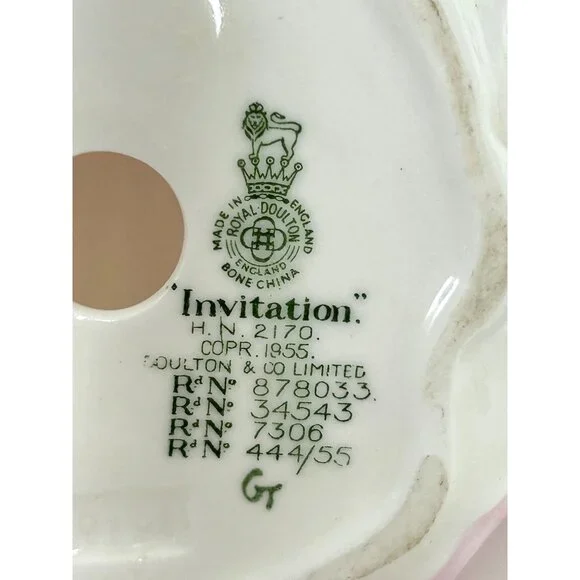 MADE IN ENGLAND
ROYAL·DOULTON
ENGLAND
BONE CHINA
"Invitation."
H.N. 2170.
COPR. 1955.
DOULTON & CO LIMITED
Rd No 878033.
Rd No 34543
Rd No 7306
Rd No 444/55
GT